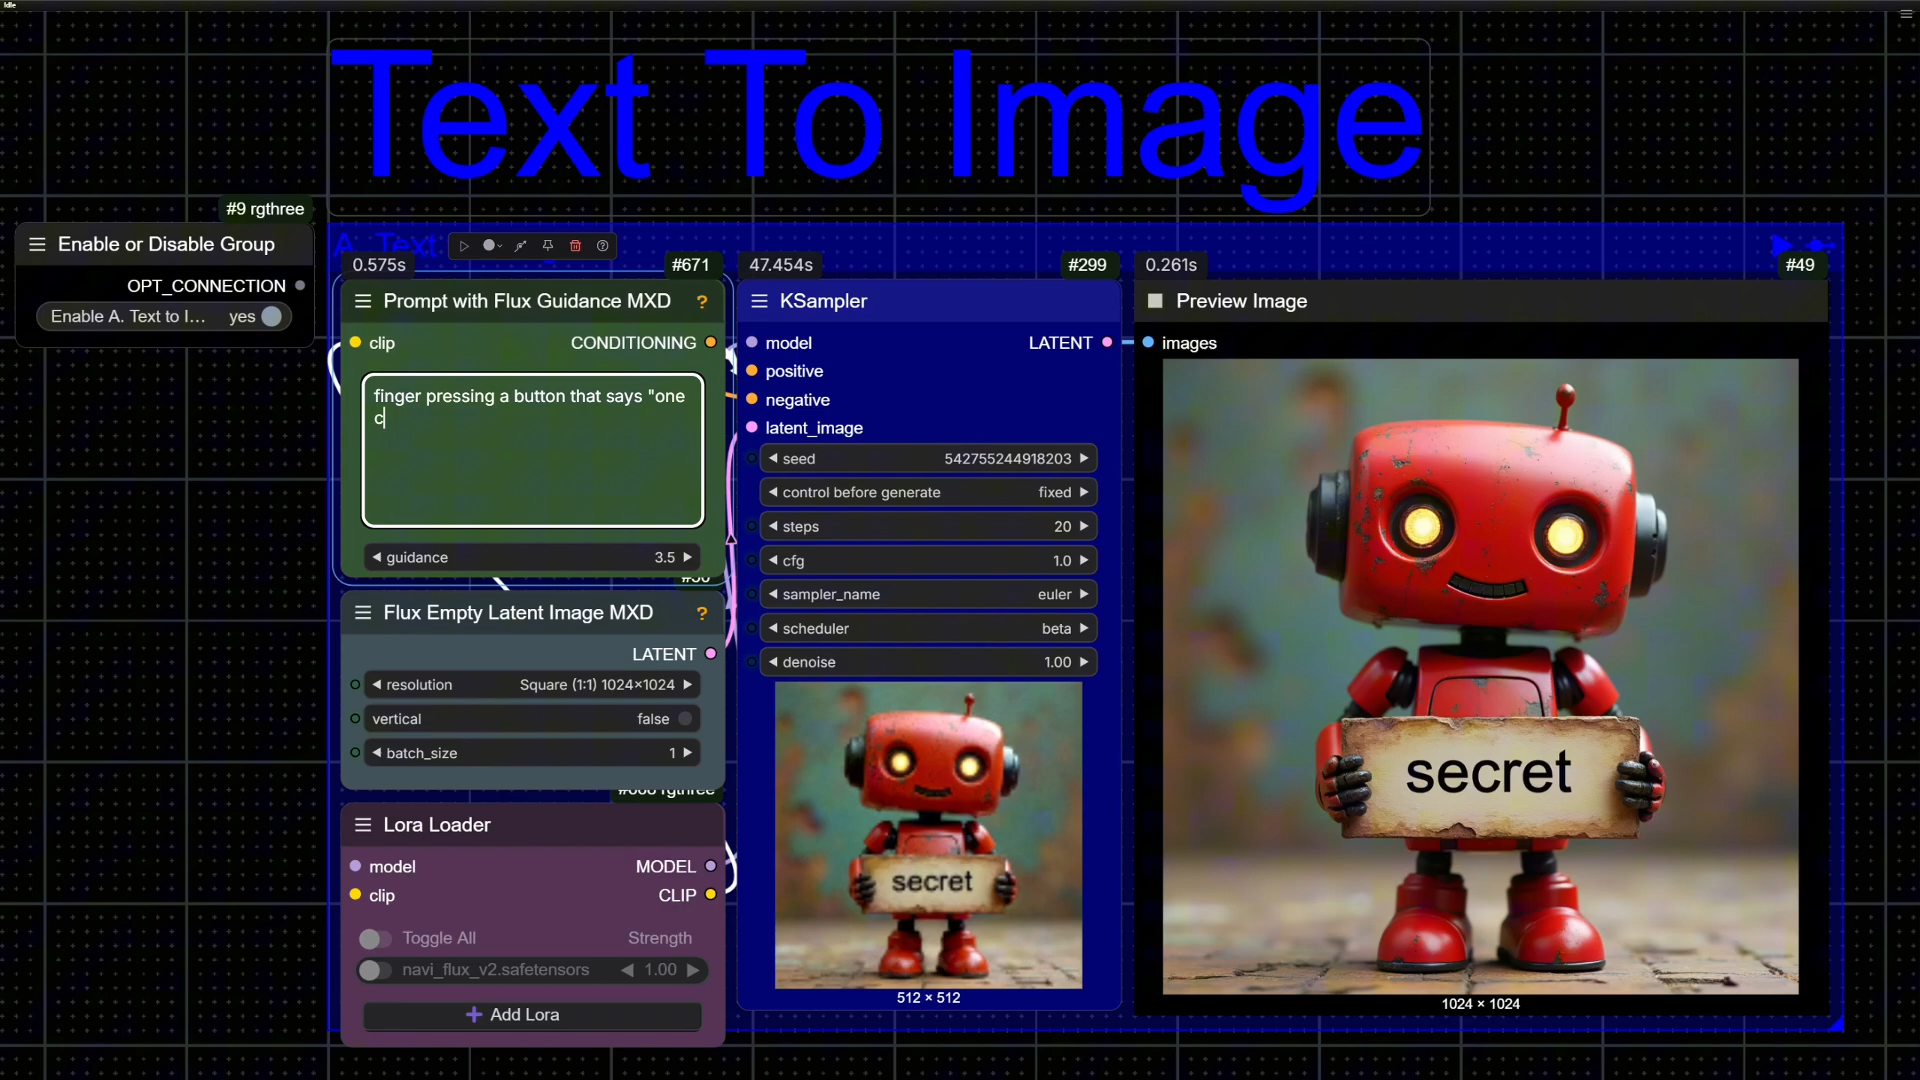 Idle
Text To Image
#9 rgthree
Enable or Disable Group
OPT_CONNECTION
Enable A. Text to I... yes
A. Text
0.575s #671
Prompt with Flux Guidance MXD ?
clip CONDITIONING
finger pressing a button that says "one
c
guidance 3.5
Flux Empty Latent Image MXD ?
LATENT
resolution Square (1:1) 1024×1024
vertical false
batch_size 1
rgthree
Lora Loader
model MODEL
clip CLIP
Toggle All Strength
navi_flux_v2.safetensors 1.00
Add Lora
47.454s #299
KSampler
model LATENT
positive
negative
latent_image
seed 542755244918203
control before generate fixed
steps 20
cfg 1.0
sampler_name euler
scheduler beta
denoise 1.00
secret
512 × 512
0.261s #49
Preview Image
images
secret
1024 × 1024